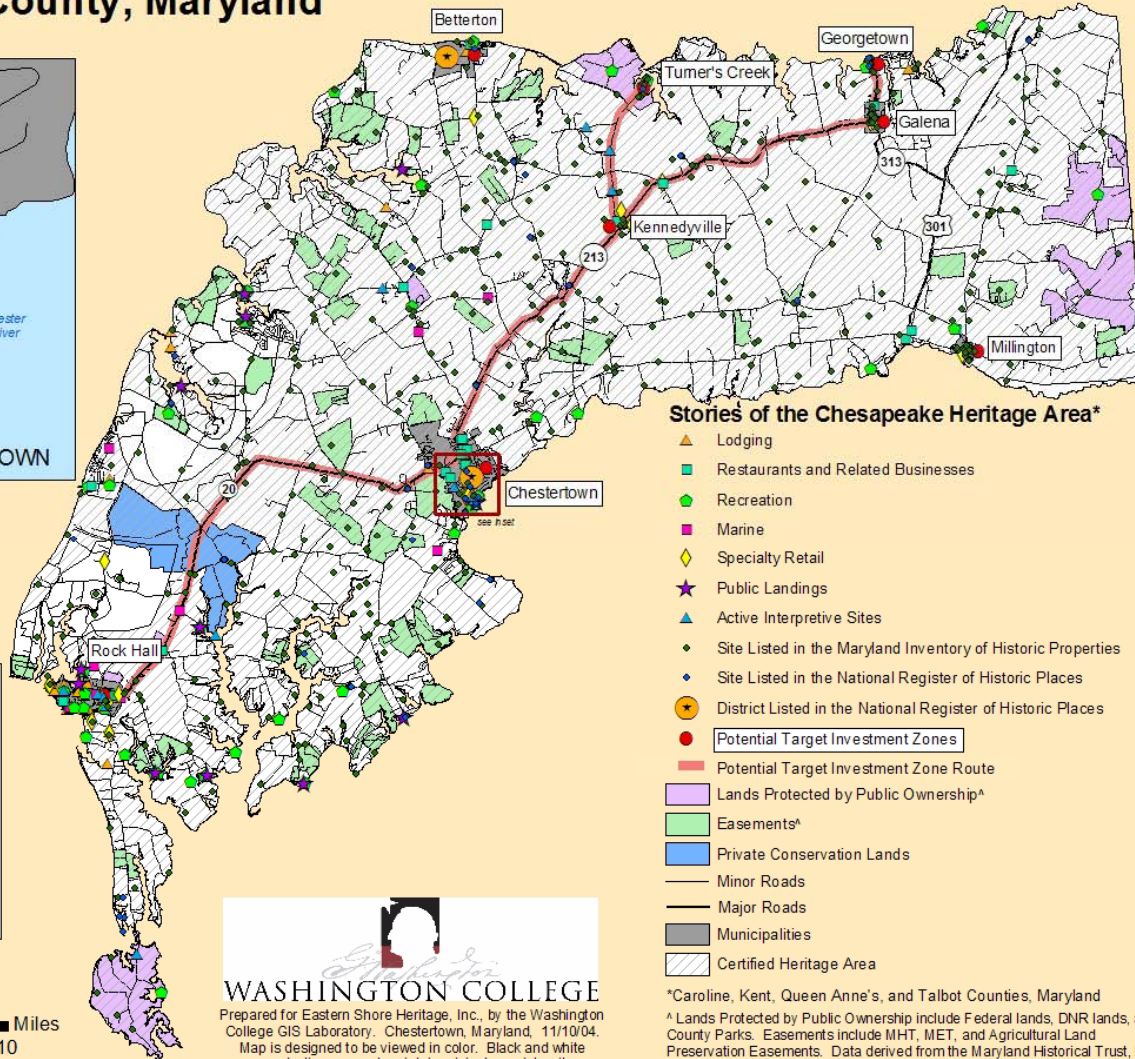 County, Maryland
Betterton
Georgetown
Turner's Creek
Galena
313
301
Kennedyville
213
Millington
OWN
20
Chestertown
see inset
Rock Hall
Stories of the Chesapeake Heritage Area*
Lodging
Restaurants and Related Businesses
Recreation
Marine
Specialty Retail
Public Landings
Active Interpretive Sites
Site Listed in the Maryland Inventory of Historic Properties
Site Listed in the National Register of Historic Places
District Listed in the National Register of Historic Places
Potential Target Investment Zones
Potential Target Investment Zone Route
Lands Protected by Public Ownership^
Easements^
Private Conservation Lands
Minor Roads
Major Roads
Municipalities
Certified Heritage Area
*Caroline, Kent, Queen Anne's, and Talbot Counties, Maryland
^ Lands Protected by Public Ownership include Federal lands, DNR lands,
County Parks. Easements include MHT, MET, and Agricultural Land
Preservation Easements. Data derived from the Maryland Historical Trust.
WASHINGTON COLLEGE
Prepared for Eastern Shore Heritage, Inc., by the Washington
College GIS Laboratory. Chestertown, Maryland, 11/10/04.
Map is designed to be viewed in color. Black and white
Miles
10